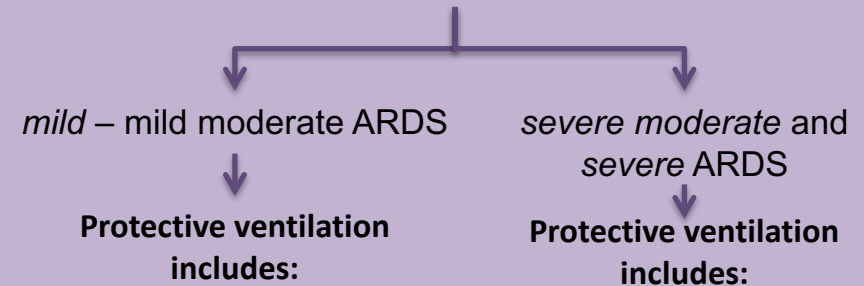 mild – mild moderate ARDS
Protective ventilation
includes:
severe moderate and
severe ARDS
Protective ventilation
includes: